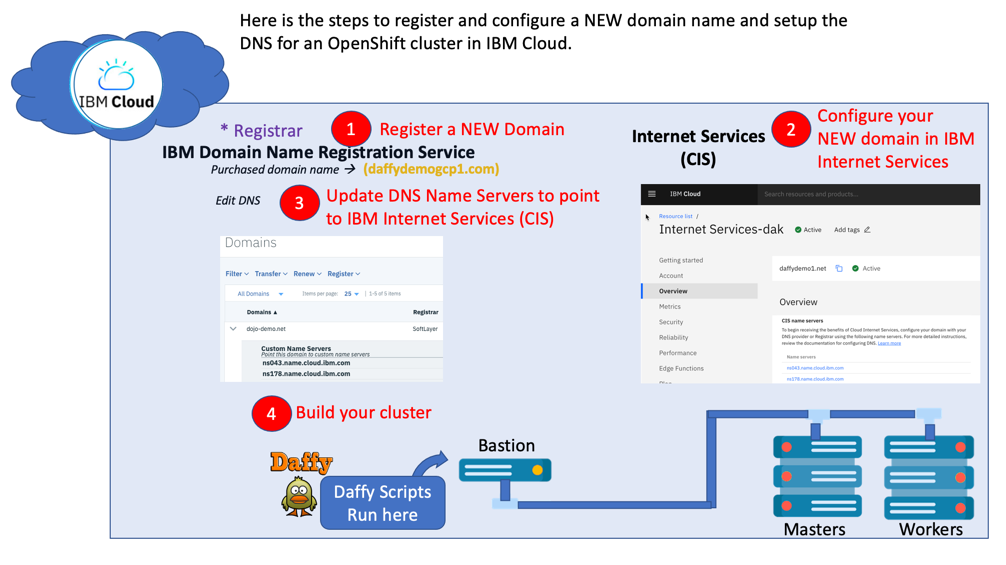 Here is the steps to register and configure a NEW domain name and setup the
DNS for an OpenShift cluster in IBM Cloud.
IBM Cloud
* Registrar
1
Register a NEW Domain
IBM Domain Name Registration Service
Purchased domain name → (daffydemogcp1.com)
Edit DNS
3
Update DNS Name Servers to point
to IBM Internet Services (CIS)
Domains
Filter Transfer Renew Register
All Domains Items per page: 25 | 1-5 of 5 items
Domains ▲ Registrar
dojo-demo.net SoftLayer
Custom Name Servers
Point this domain to custom name servers
ns043.name.cloud.ibm.com
ns178.name.cloud.ibm.com
Internet Services
(CIS)
2
Configure your
NEW domain in IBM
Internet Services
IBM Cloud Search resources and products...
Resource list /
Internet Services-dak Active Add tags
Getting started
Account
Overview
Metrics
Security
Reliability
Performance
Edge Functions
daffydemo1.net Active
Overview
CIS name servers
To begin receiving the benefits of Cloud Internet Services, configure your domain with your
DNS provider or Registrar using the following name servers. For more detailed instructions,
review the documentation for configuring DNS. Learn more
Name servers
ns043.name.cloud.ibm.com
ns178.name.cloud.ibm.com
4
Build your cluster
Daffy
Daffy Scripts
Run here
Bastion
Masters
Workers